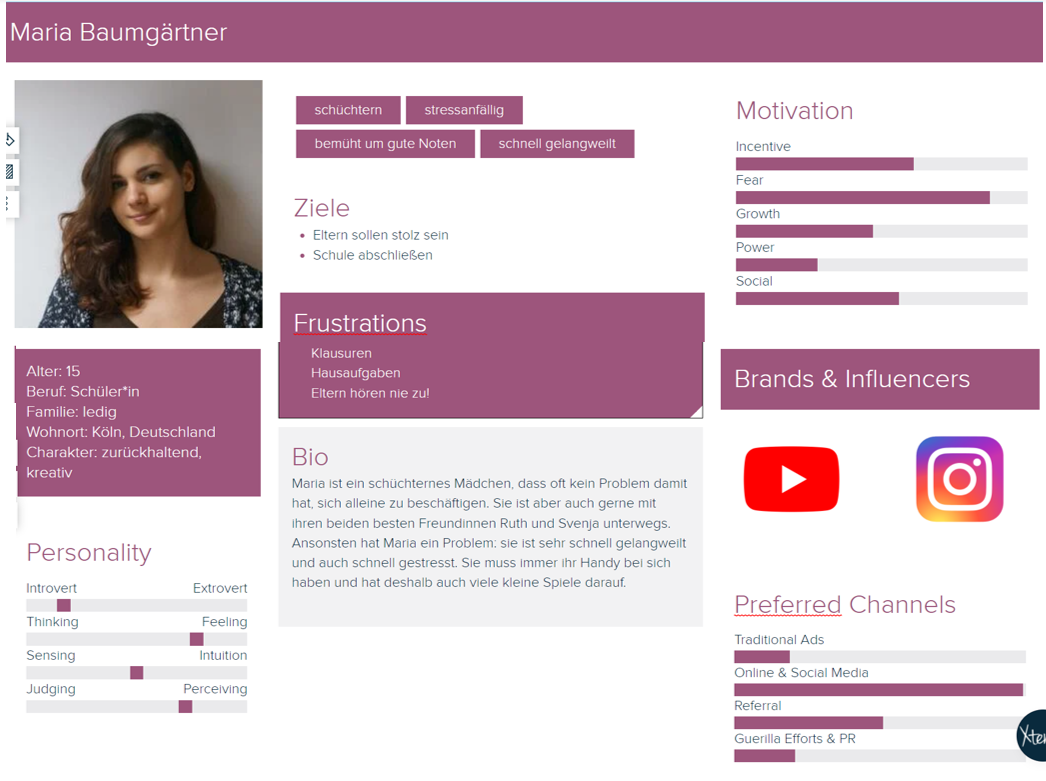 Maria Baumgärtner
schüchtern
stressanfällig
bemüht um gute Noten
schnell gelangweilt
Ziele
Eltern sollen stolz sein
Schule abschließen
Frustrations
Klausuren
Hausaufgaben
Eltern hören nie zu!
Bio
Maria ist ein schüchternes Mädchen, dass oft kein Problem damit
hat, sich alleine zu beschäftigen. Sie ist aber auch gerne mit
ihren beiden besten Freundinnen Ruth und Svenja unterwegs.
Ansonsten hat Maria ein Problem: sie ist sehr schnell gelangweilt
und auch schnell gestresst. Sie muss immer ihr Handy bei sich
haben und hat deshalb auch viele kleine Spiele darauf.
Alter: 15
Beruf: Schüler*in
Familie: ledig
Wohnort: Köln, Deutschland
Charakter: zurückhaltend,
kreativ
Personality
Introvert Extrovert
Thinking Feeling
Sensing Intuition
Judging Perceiving
Motivation
Incentive
Fear
Growth
Power
Social
Brands & Influencers
Preferred Channels
Traditional Ads
Online & Social Media
Referral
Guerilla Efforts & PR